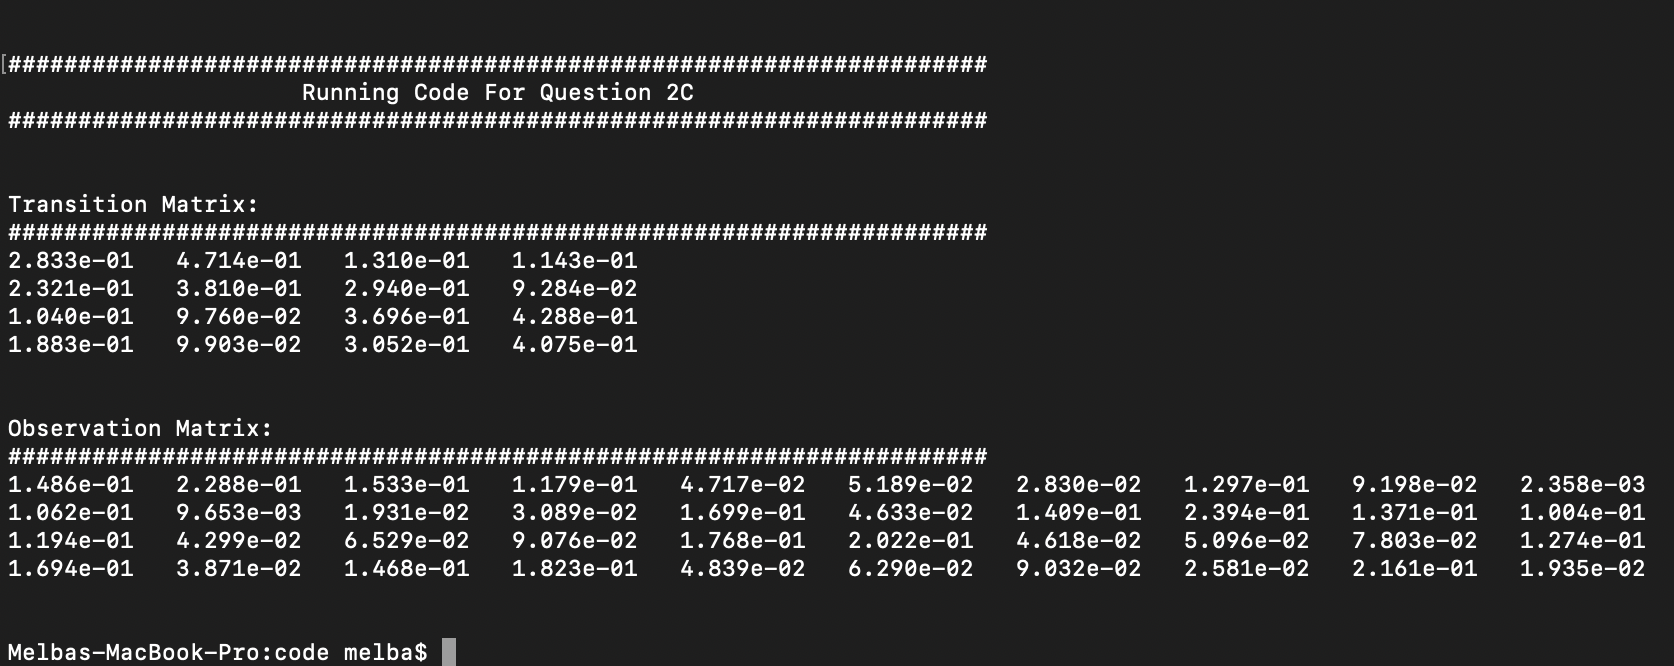 ######################################################################
Running Code For Question 2C
######################################################################
Transition Matrix:
######################################################################
2.833e-01   4.714e-01   1.310e-01   1.143e-01
2.321e-01   3.810e-01   2.940e-01   9.284e-02
1.040e-01   9.760e-02   3.696e-01   4.288e-01
1.883e-01   9.903e-02   3.052e-01   4.075e-01
Observation Matrix:
######################################################################
1.486e-01   2.288e-01   1.533e-01   1.179e-01   4.717e-02   5.189e-02   2.830e-02   1.297e-01   9.198e-02   2.358e-03
1.062e-01   9.653e-03   1.931e-02   3.089e-02   1.699e-01   4.633e-02   1.409e-01   2.394e-01   1.371e-01   1.004e-01
1.194e-01   4.299e-02   6.529e-02   9.076e-02   1.768e-01   2.022e-01   4.618e-02   5.096e-02   7.803e-02   1.274e-01
1.694e-01   3.871e-02   1.468e-01   1.823e-01   4.839e-02   6.290e-02   9.032e-02   2.581e-02   2.161e-01   1.935e-02
Melbas-MacBook-Pro:code melba$